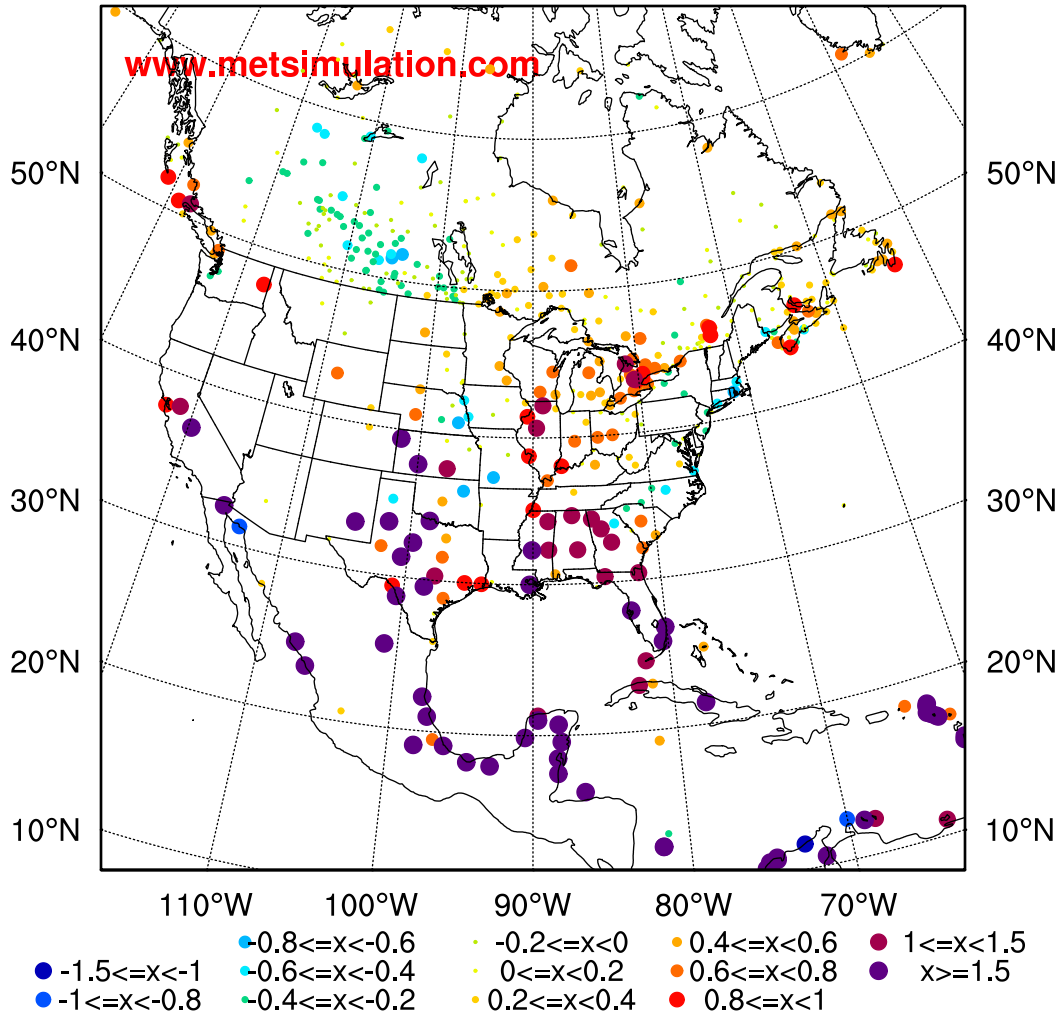 www.metsimulation.com
50°N 50°N
40°N 40°N
30°N 30°N
20°N 20°N
10°N 10°N
110°W 100°W 90°W 80°W 70°W
-0.8<=x<-0.6 -0.2<=x<0 0.4<=x<0.6 1<=x<1.5
-1.5<=x<-1 -0.6<=x<-0.4 0<=x<0.2 0.6<=x<0.8 x>=1.5
-1<=x<-0.8 -0.4<=x<-0.2 0.2<=x<0.4 0.8<=x<1